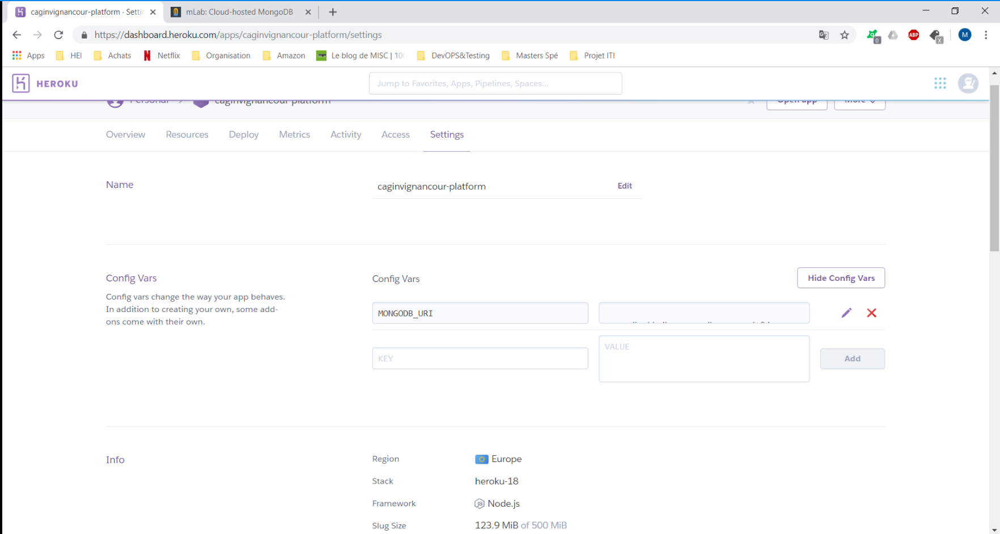 caginvignancour-platform · Setti
mLab: Cloud-hosted MongoDB
https://dashboard.heroku.com/apps/caginvignancour-platform/settings
0
ABP
x
M
Apps
HEI
Achats
Netflix
Organisation
Amazon
Le blog de MISC | 10
DevOPS&Testing
Masters Spé
Projet ITI
HEROKU
Jump to Favorites, Apps, Pipelines, Spaces...
Personal
caginvignancour-platform
Open app
More
Overview
Resources
Deploy
Metrics
Activity
Access
Settings
Name
caginvignancour-platform
Edit
Config Vars
Config vars change the way your app behaves.
In addition to creating your own, some add-
ons come with their own.
Config Vars
Hide Config Vars
MONGODB_URI
KEY
VALUE
Add
Info
Region
Europe
Stack
heroku-18
Framework
Node.js
Slug Size
123.9 MiB of 500 MiB